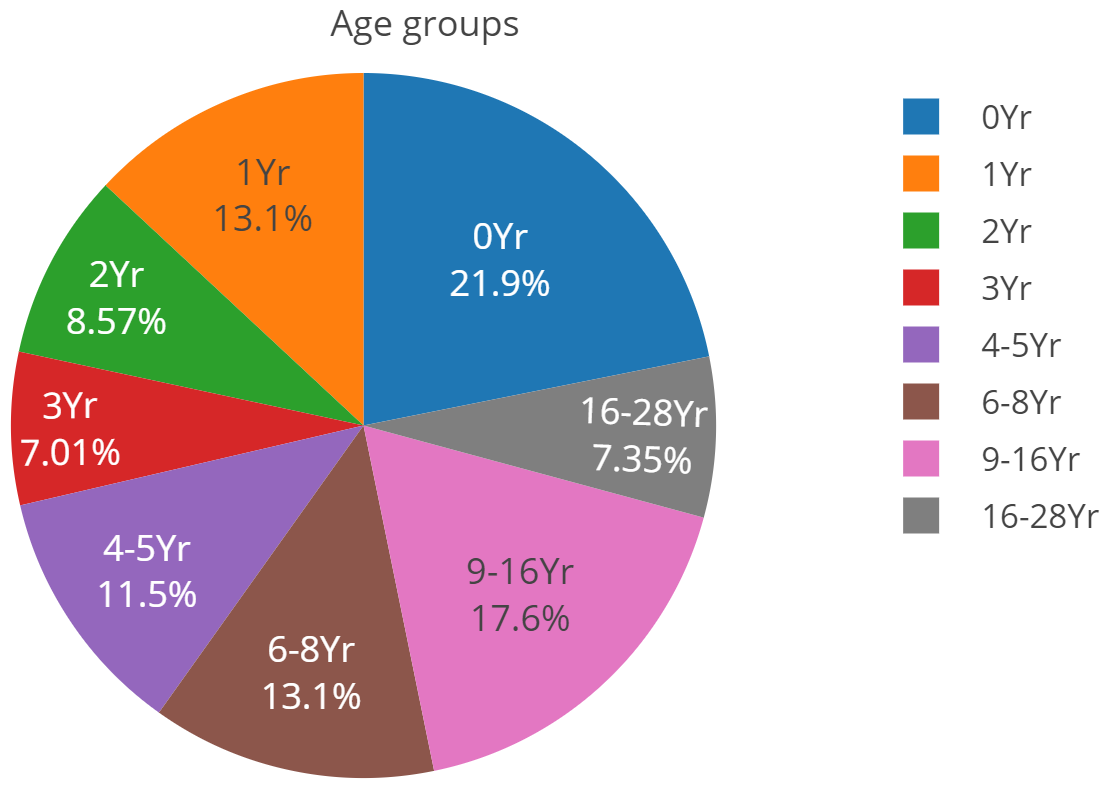 Age groups
0Yr
21.9%
1Yr
13.1%
2Yr
8.57%
3Yr
7.01%
4-5Yr
11.5%
6-8Yr
13.1%
9-16Yr
17.6%
16-28Yr
7.35%
0Yr
1Yr
2Yr
3Yr
4-5Yr
6-8Yr
9-16Yr
16-28Yr